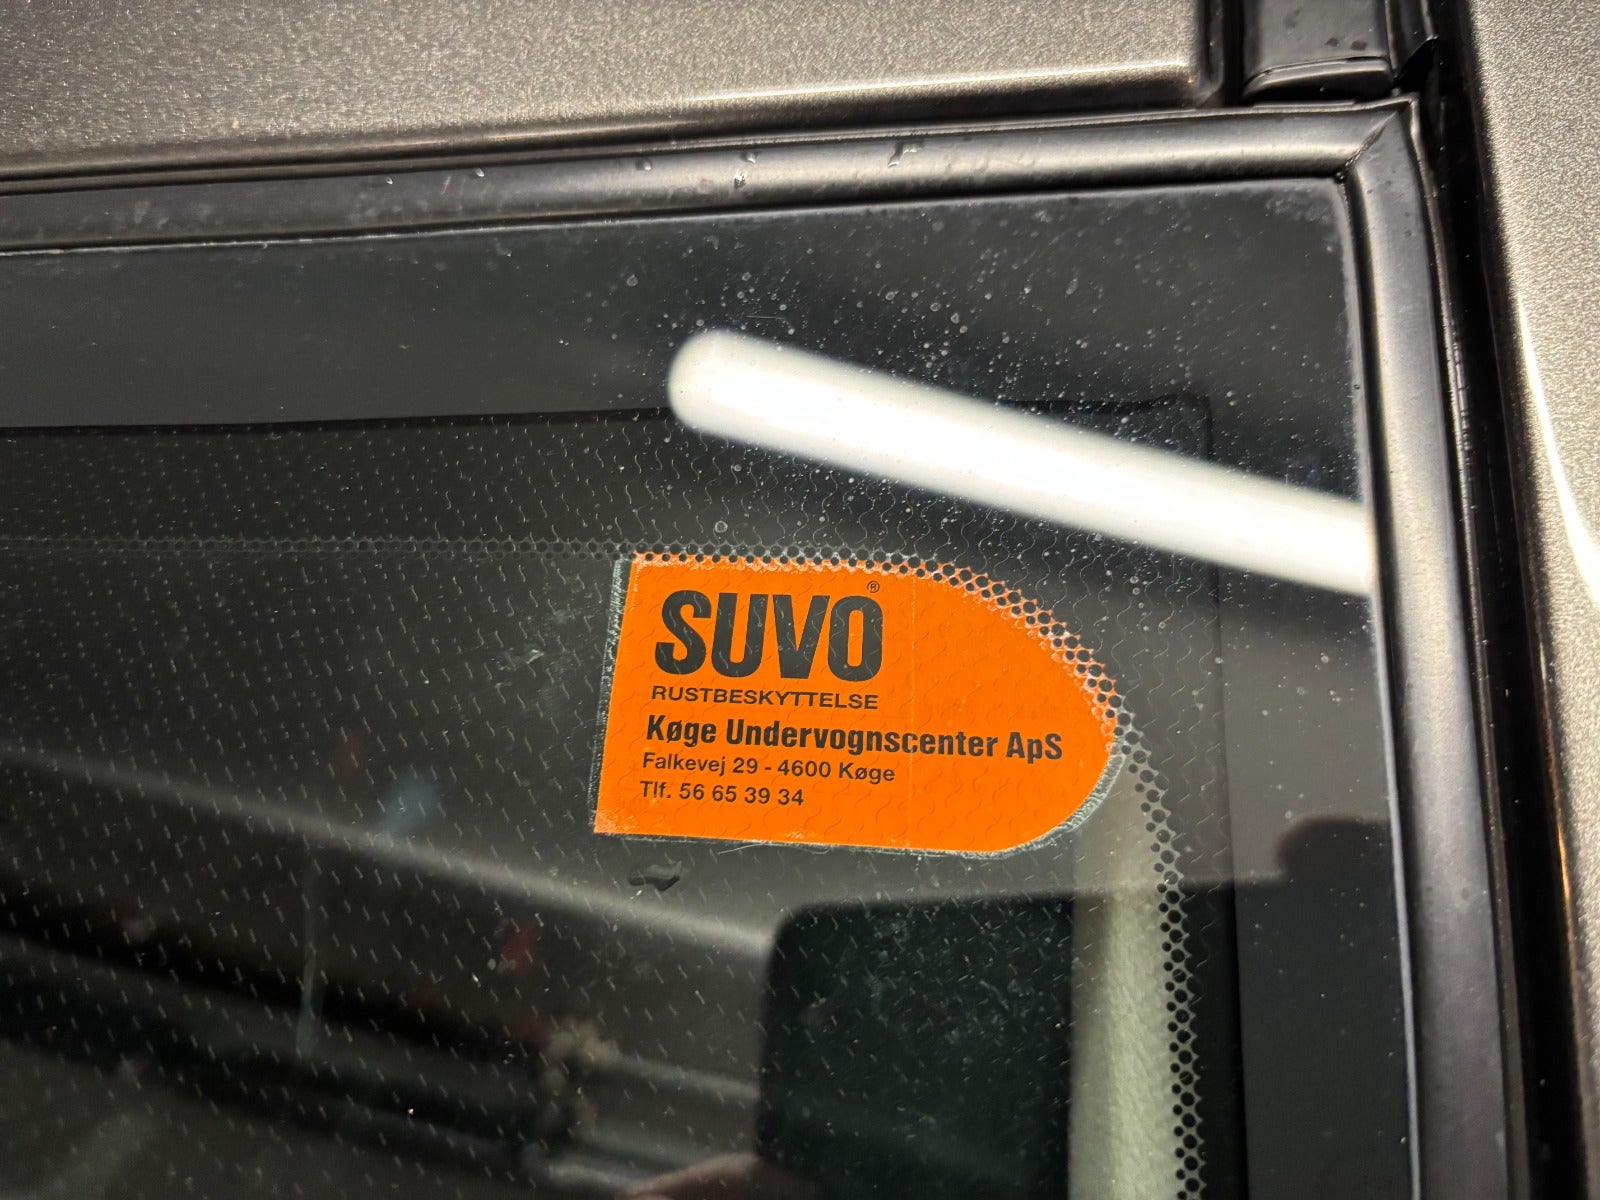 SUVO®
RUSTBESKYTTELSE
Køge Undervognscenter ApS
Falkevej 29 - 4600 Køge
Tlf. 56 65 39 34